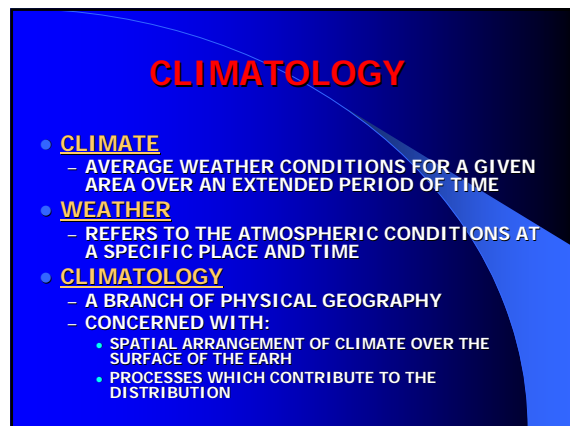 CLIMATOLOGY
CLIMATE
– AVERAGE WEATHER CONDITIONS FOR A GIVEN
AREA OVER AN EXTENDED PERIOD OF TIME
WEATHER
– REFERS TO THE ATMOSPHERIC CONDITIONS AT
A SPECIFIC PLACE AND TIME
CLIMATOLOGY
– A BRANCH OF PHYSICAL GEOGRAPHY
– CONCERNED WITH:
SPATIAL ARRANGEMENT OF CLIMATE OVER THE
SURFACE OF THE EARH
PROCESSES WHICH CONTRIBUTE TO THE
DISTRIBUTION